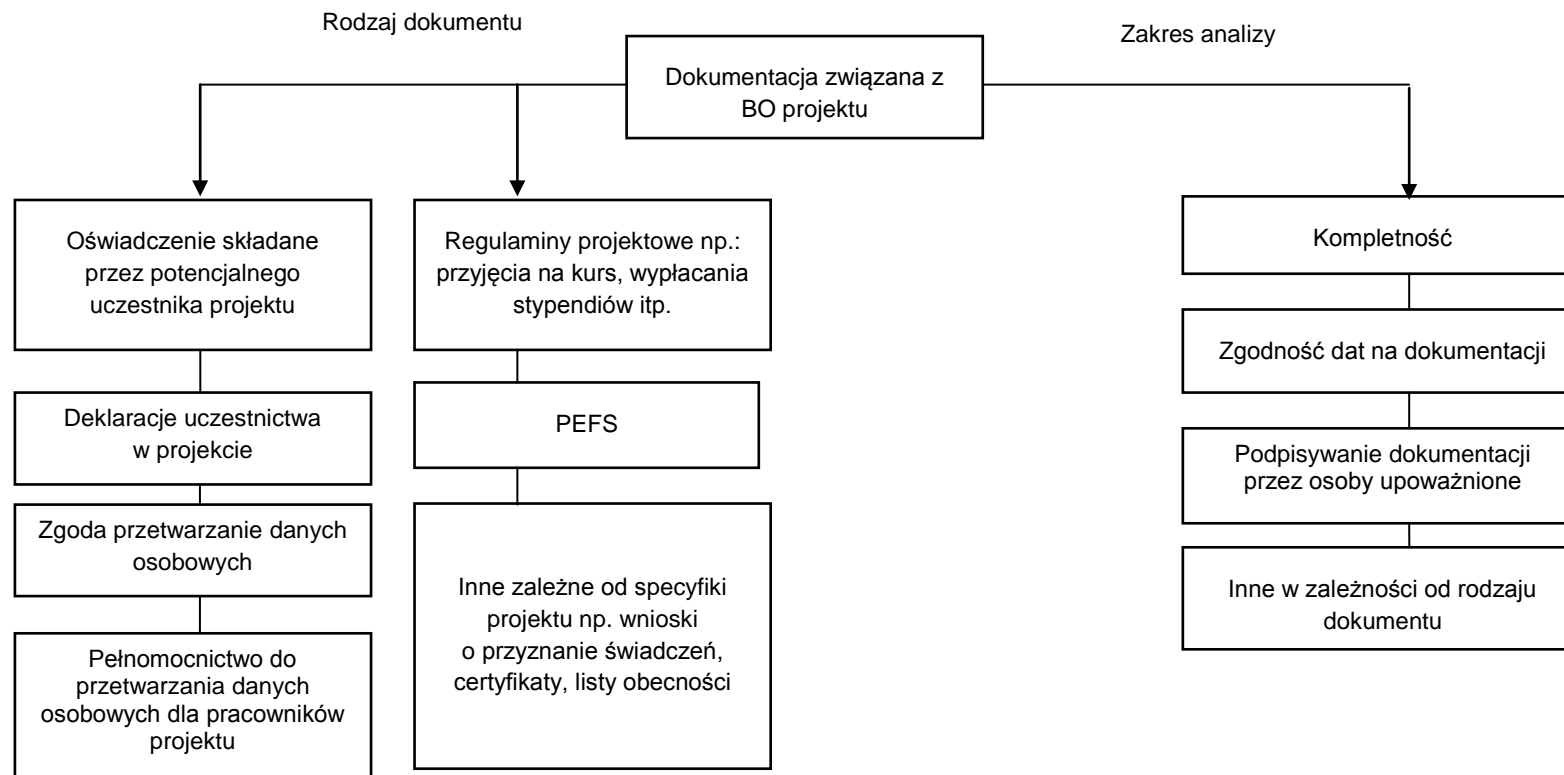 Rodzaj dokumentu
Zakres analizy
Dokumentacja związana z
BO projektu
Oświadczenie składane
przez potencjalnego
uczestnika projektu
Deklaracje uczestnictwa
w projekcie
Zgoda przetwarzanie danych
osobowych
Pełnomocnictwo do
przetwarzania danych
osobowych dla pracowników
projektu
Regulaminy projektowe np.:
przyjęcia na kurs, wypłacania
stypendiów itp.
PEFS
Inne zależne od specyfiki
projektu np. wnioski
o przyznanie świadczeń,
certyfikaty, listy obecności
Kompletność
Zgodność dat na dokumentacji
Podpisywanie dokumentacji
przez osoby upoważnione
Inne w zależności od rodzaju
dokumentu